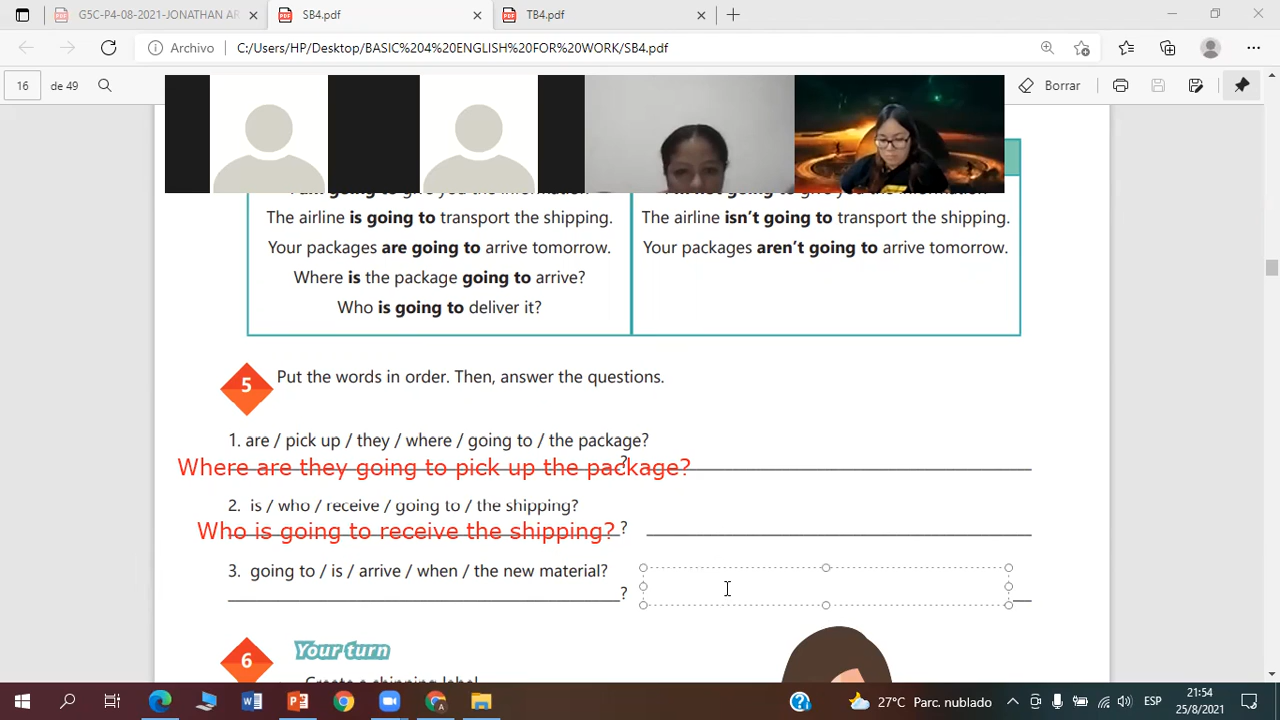 G5C-P4-08-2021-JONATHAN AR
SB4.pdf
TB4.pdf
Archivo
C:/Users/HP/Desktop/BASIC%204%20ENGLISH%20FOR%20WORK/SB4.pdf
16 de 49
Borrar
The airline is going to transport the shipping.
The airline isn't going to transport the shipping.
Your packages are going to arrive tomorrow.
Your packages aren't going to arrive tomorrow.
Where is the package going to arrive?
Who is going to deliver it?
5 Put the words in order. Then, answer the questions.
1. are / pick up / they / where / going to / the package?
Where are they going to pick up the package?
?
2. is / who / receive / going to / the shipping?
Who is going to receive the shipping?
?
3. going to / is / arrive / when / the new material?
?
6 Your turn
27°C Parc. nublado
ESP
21:54
25/8/2021